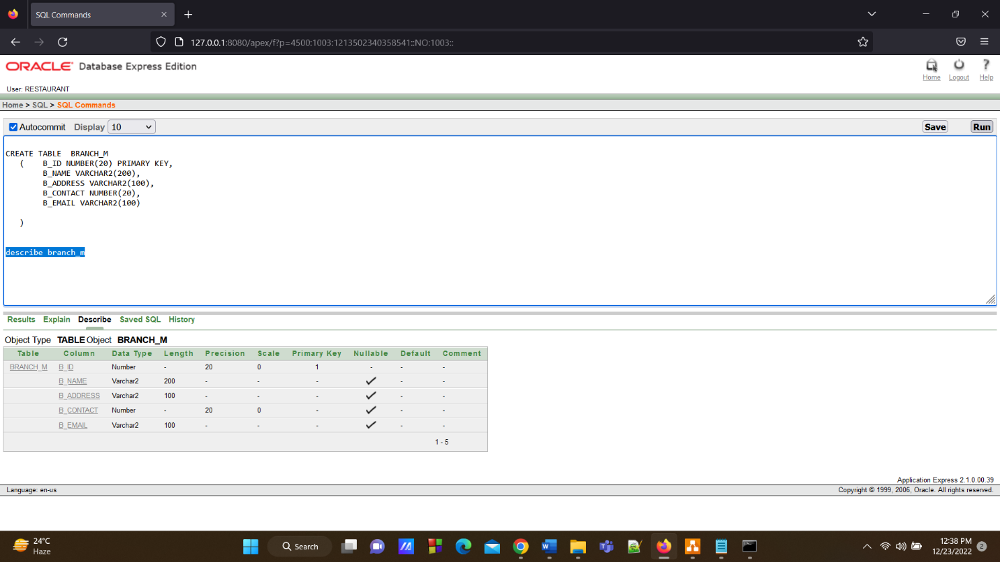 SQL Commands
127.0.0.1:8080/apex/f?p=4500:1003:1213502340358541::NO:1003::
ORACLE Database Express Edition
Home Logout Help
User: RESTAURANT
Home > SQL > SQL Commands
Autocommit Display 10 Save Run
CREATE TABLE  BRANCH_M
(    B_ID NUMBER(20) PRIMARY KEY,
B_NAME VARCHAR2(200),
B_ADDRESS VARCHAR2(100),
B_CONTACT NUMBER(20),
B_EMAIL VARCHAR2(100)
)
describe branch_m
Results Explain Describe Saved SQL History
Object Type TABLE Object BRANCH_M
Table Column Data Type Length Precision Scale Primary Key Nullable Default Comment
BRANCH_M B_ID Number - 20 0 1 - - -
B_NAME Varchar2 200 - - - ✓ - -
B_ADDRESS Varchar2 100 - - - ✓ - -
B_CONTACT Number - 20 0 - ✓ - -
B_EMAIL Varchar2 100 - - - ✓ - -
1 - 5
Application Express 2.1.0.00.39
Language: en-us Copyright © 1999, 2006, Oracle. All rights reserved.
24°C
Haze
Search
12:38 PM
12/23/2022
2